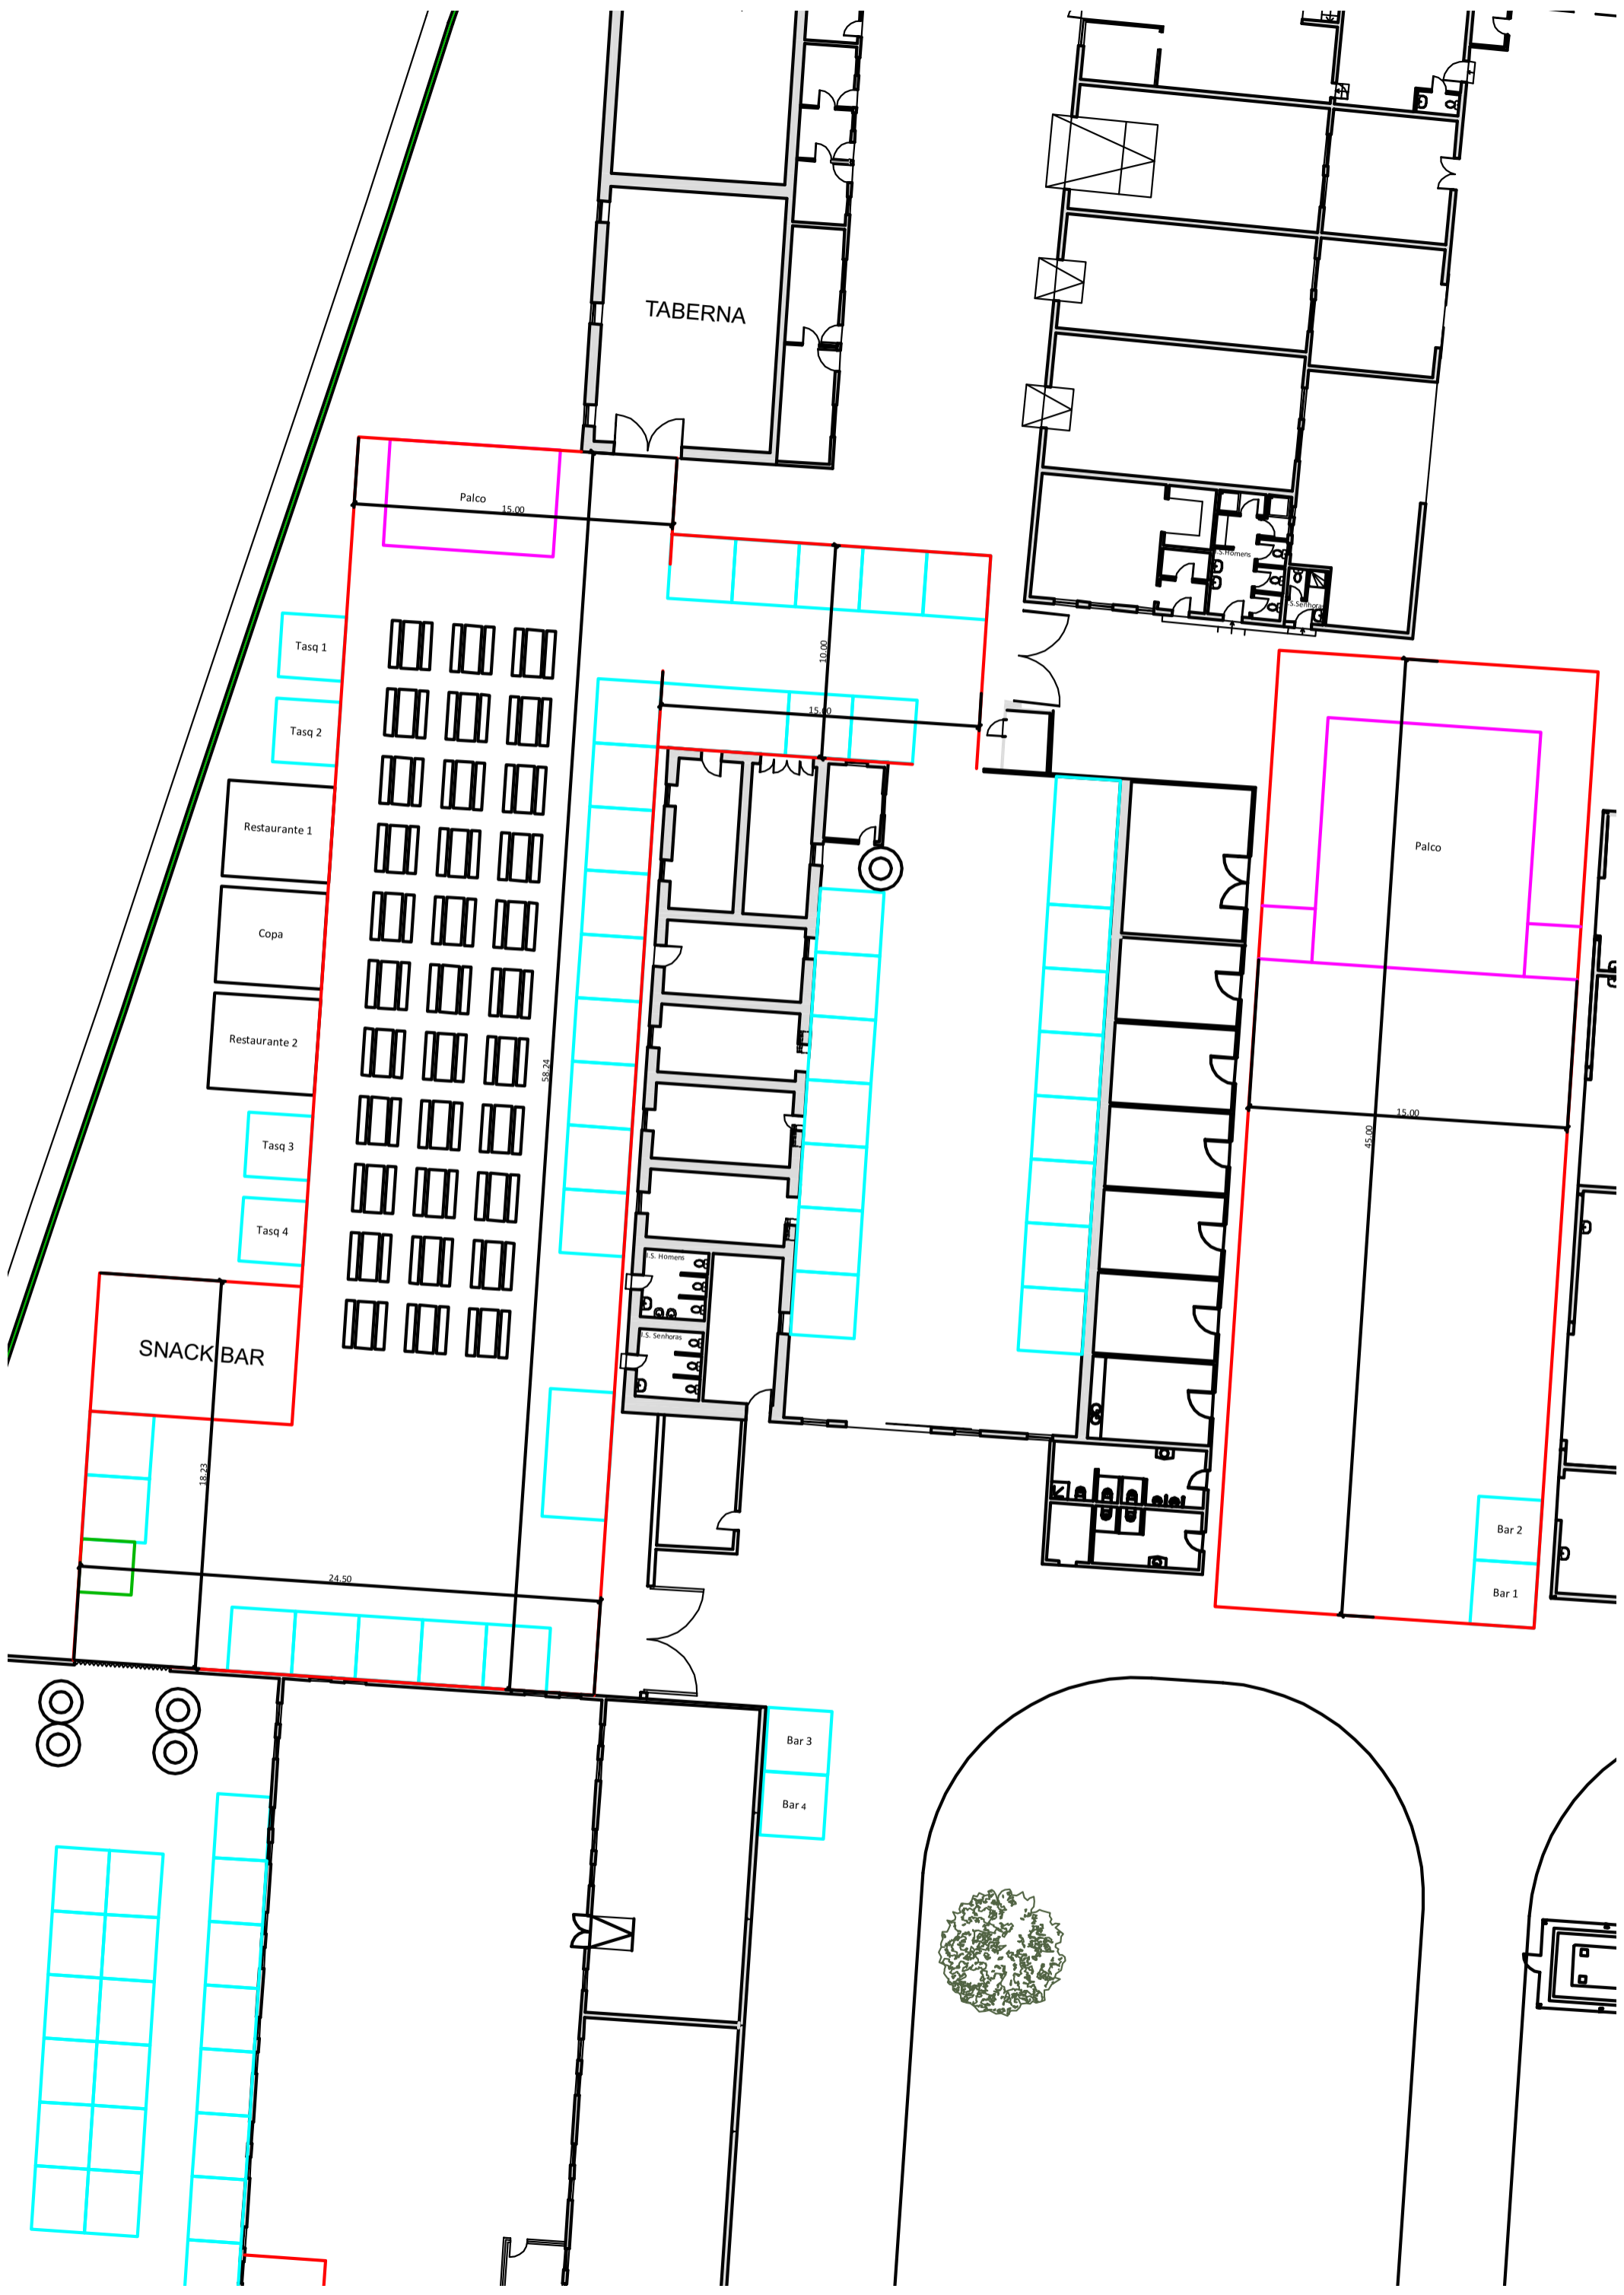 TABERNA
Palco
15.00
I.S.Homens
I.S.Senhoras
Tasq 1
10.00
Tasq 2
15.00
Restaurante 1
Palco
Copa
Restaurante 2
58.24
15.00
45.00
Tasq 3
Tasq 4
I.S. Homens
I.S. Senhoras
SNACK BAR
18.23
Bar 2
24.50
Bar 1
Bar 3
Bar 4